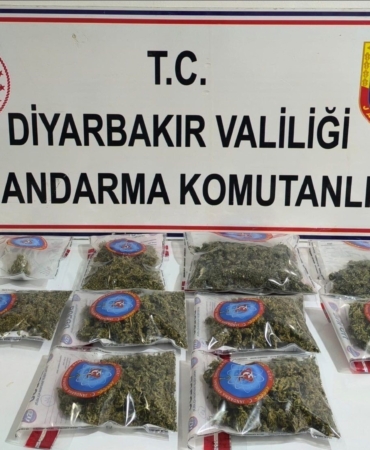 T.C.
DİYARBAKIR VALİLİĞİ
ANDARMA KOMUTANLI